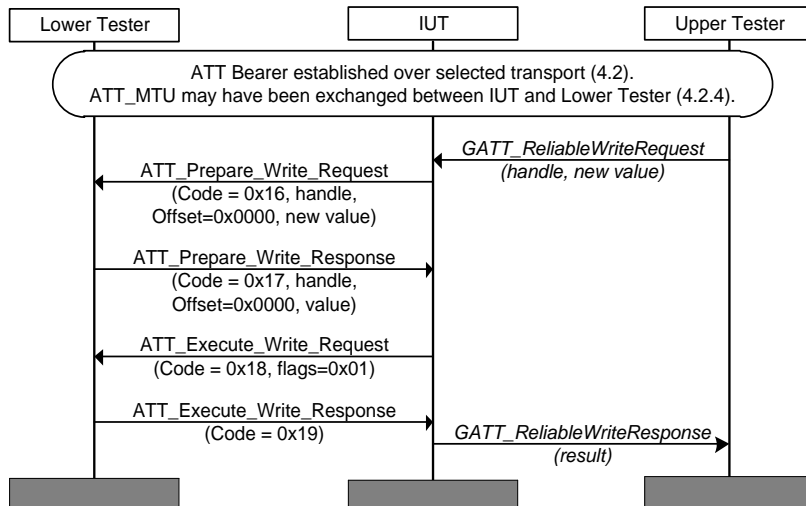 Lower Tester
IUT
Upper Tester
ATT Bearer established over selected transport (4.2).
ATT_MTU may have been exchanged between IUT and Lower Tester (4.2.4).
GATT_ReliableWriteRequest
(handle, new value)
ATT_Prepare_Write_Request
(Code = 0x16, handle,
Offset=0x0000, new value)
ATT_Prepare_Write_Response
(Code = 0x17, handle,
Offset=0x0000, value)
ATT_Execute_Write_Request
(Code = 0x18, flags=0x01)
ATT_Execute_Write_Response
(Code = 0x19)
GATT_ReliableWriteResponse
(result)